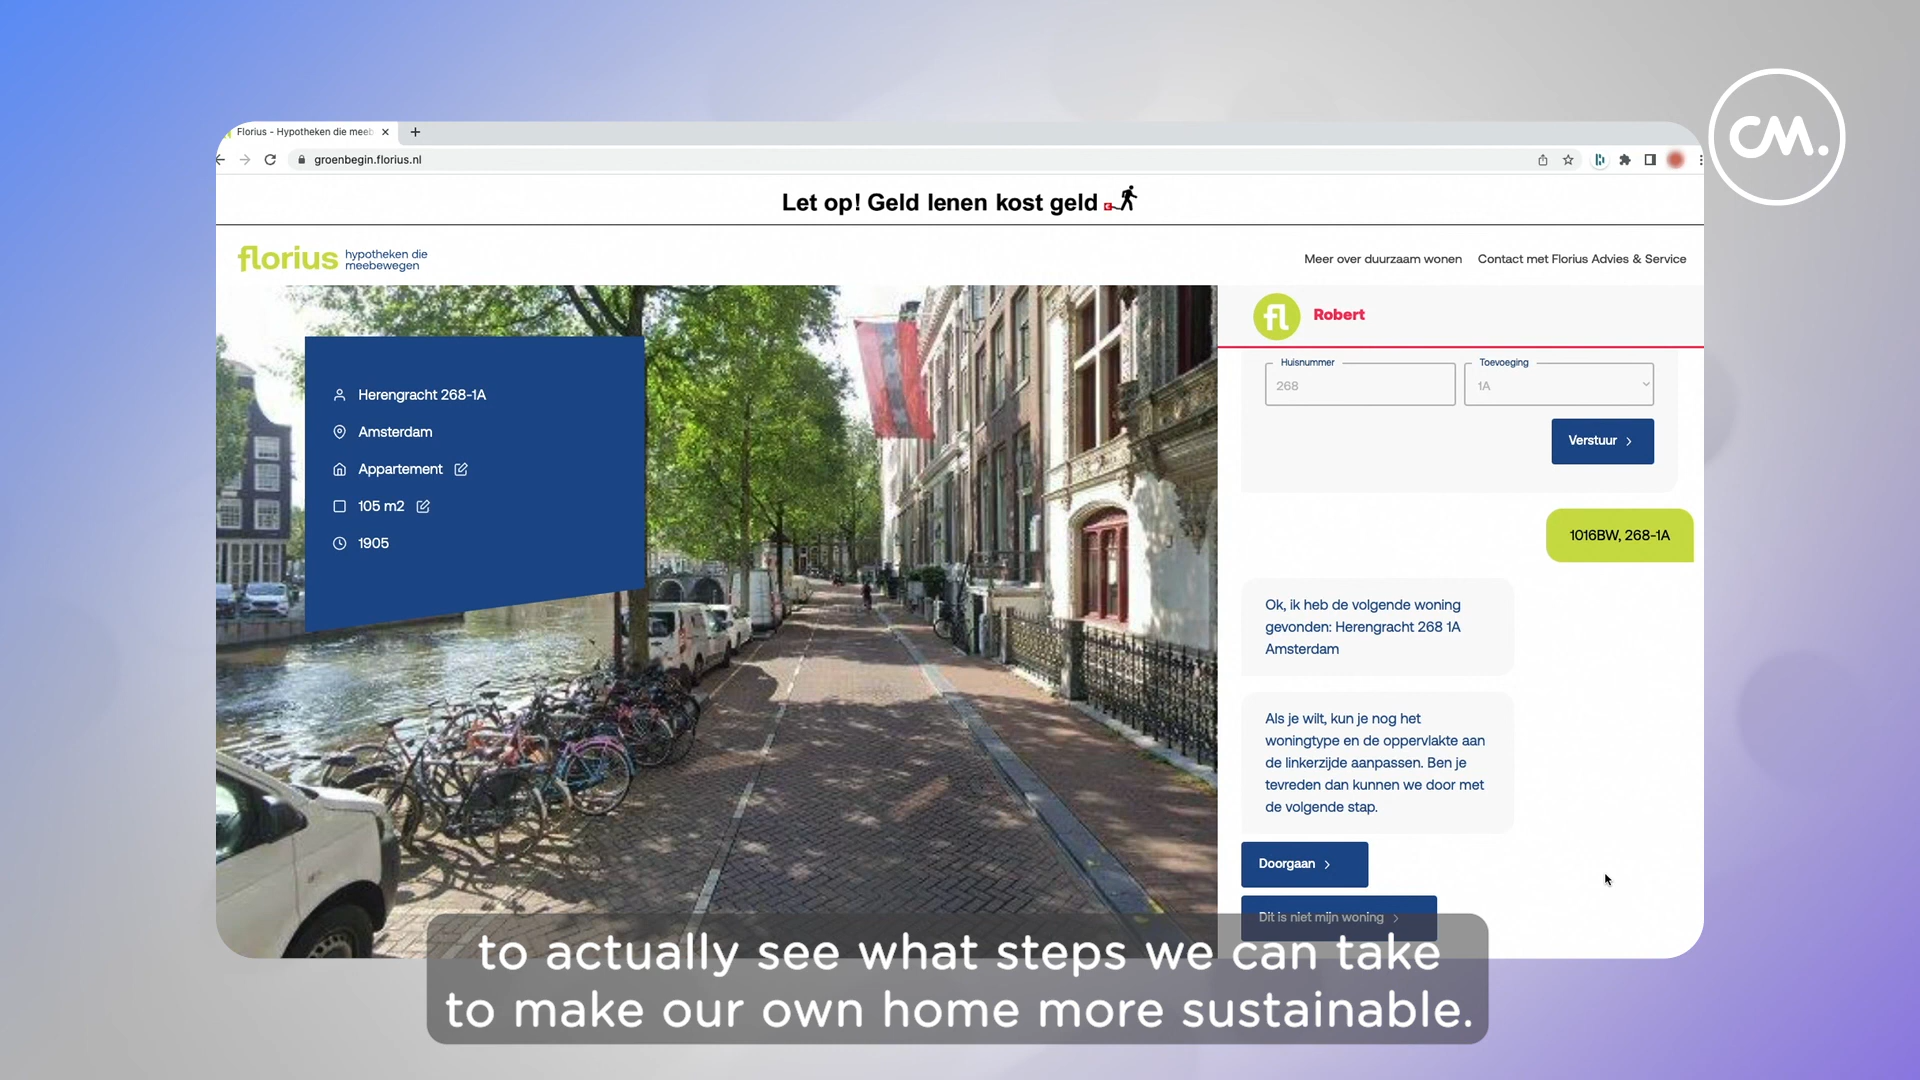 CM.
Florius - Hypotheken die meeb
groenbegin.florius.nl
Let op! Geld lenen kost geld
florius hypotheken die
meebewegen
Meer over duurzaam wonen Contact met Florius Advies & Service
fl Robert
Herengracht 268-1A
Amsterdam
Appartement
105 m2
1905
Huisnummer Toevoeging
268 1A
Verstuur
1016BW, 268-1A
Ok, ik heb de volgende woning
gevonden: Herengracht 268 1A
Amsterdam
Als je wilt, kun je nog het
woningtype en de oppervlakte aan
de linkerzijde aanpassen. Ben je
tevreden dan kunnen we door met
de volgende stap.
Doorgaan
Dit is niet mijn woning
to actually see what steps we can take
to make our own home more sustainable.